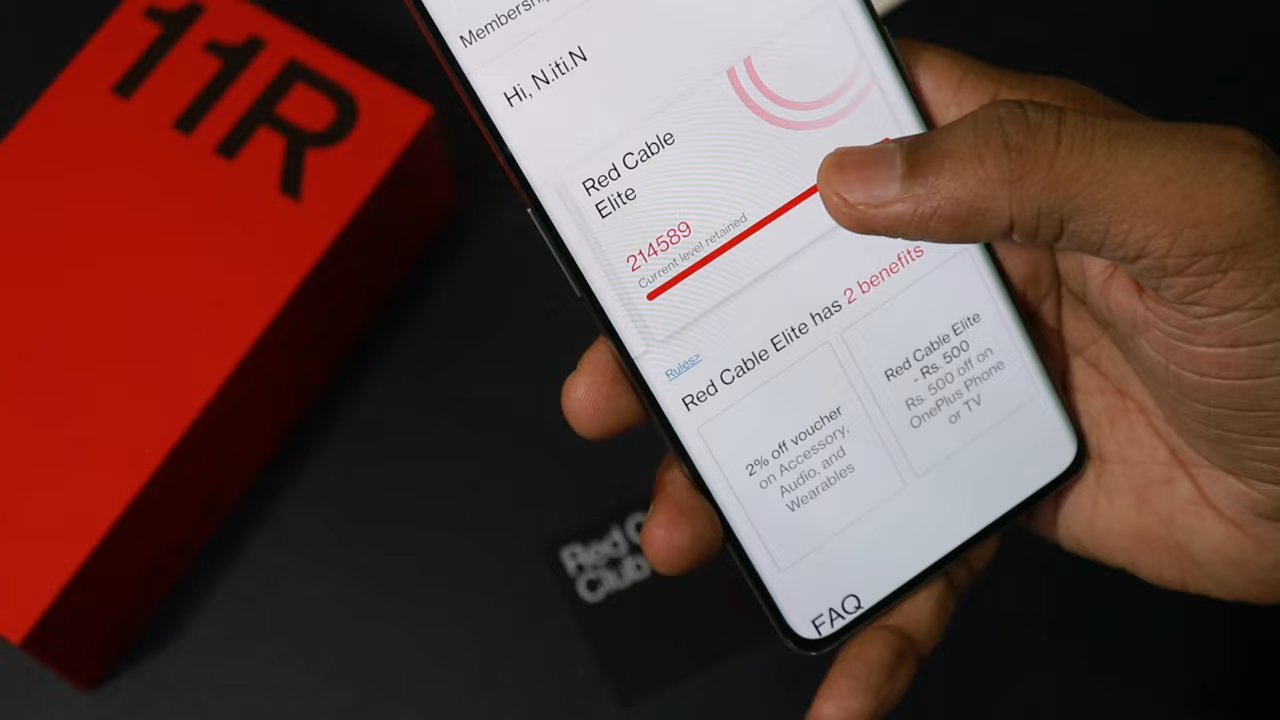 11R
Membership
Hi, N.iti.N
Red Cable
Elite
214589
Current level retained
Rules>
Red Cable Elite has 2 benefits
2% off voucher
on Accessory,
Audio, and
Wearables
Red Cable Elite
- Rs. 500
Rs. 500 off on
OnePlus Phone
or TV
FAQ
Red
Club